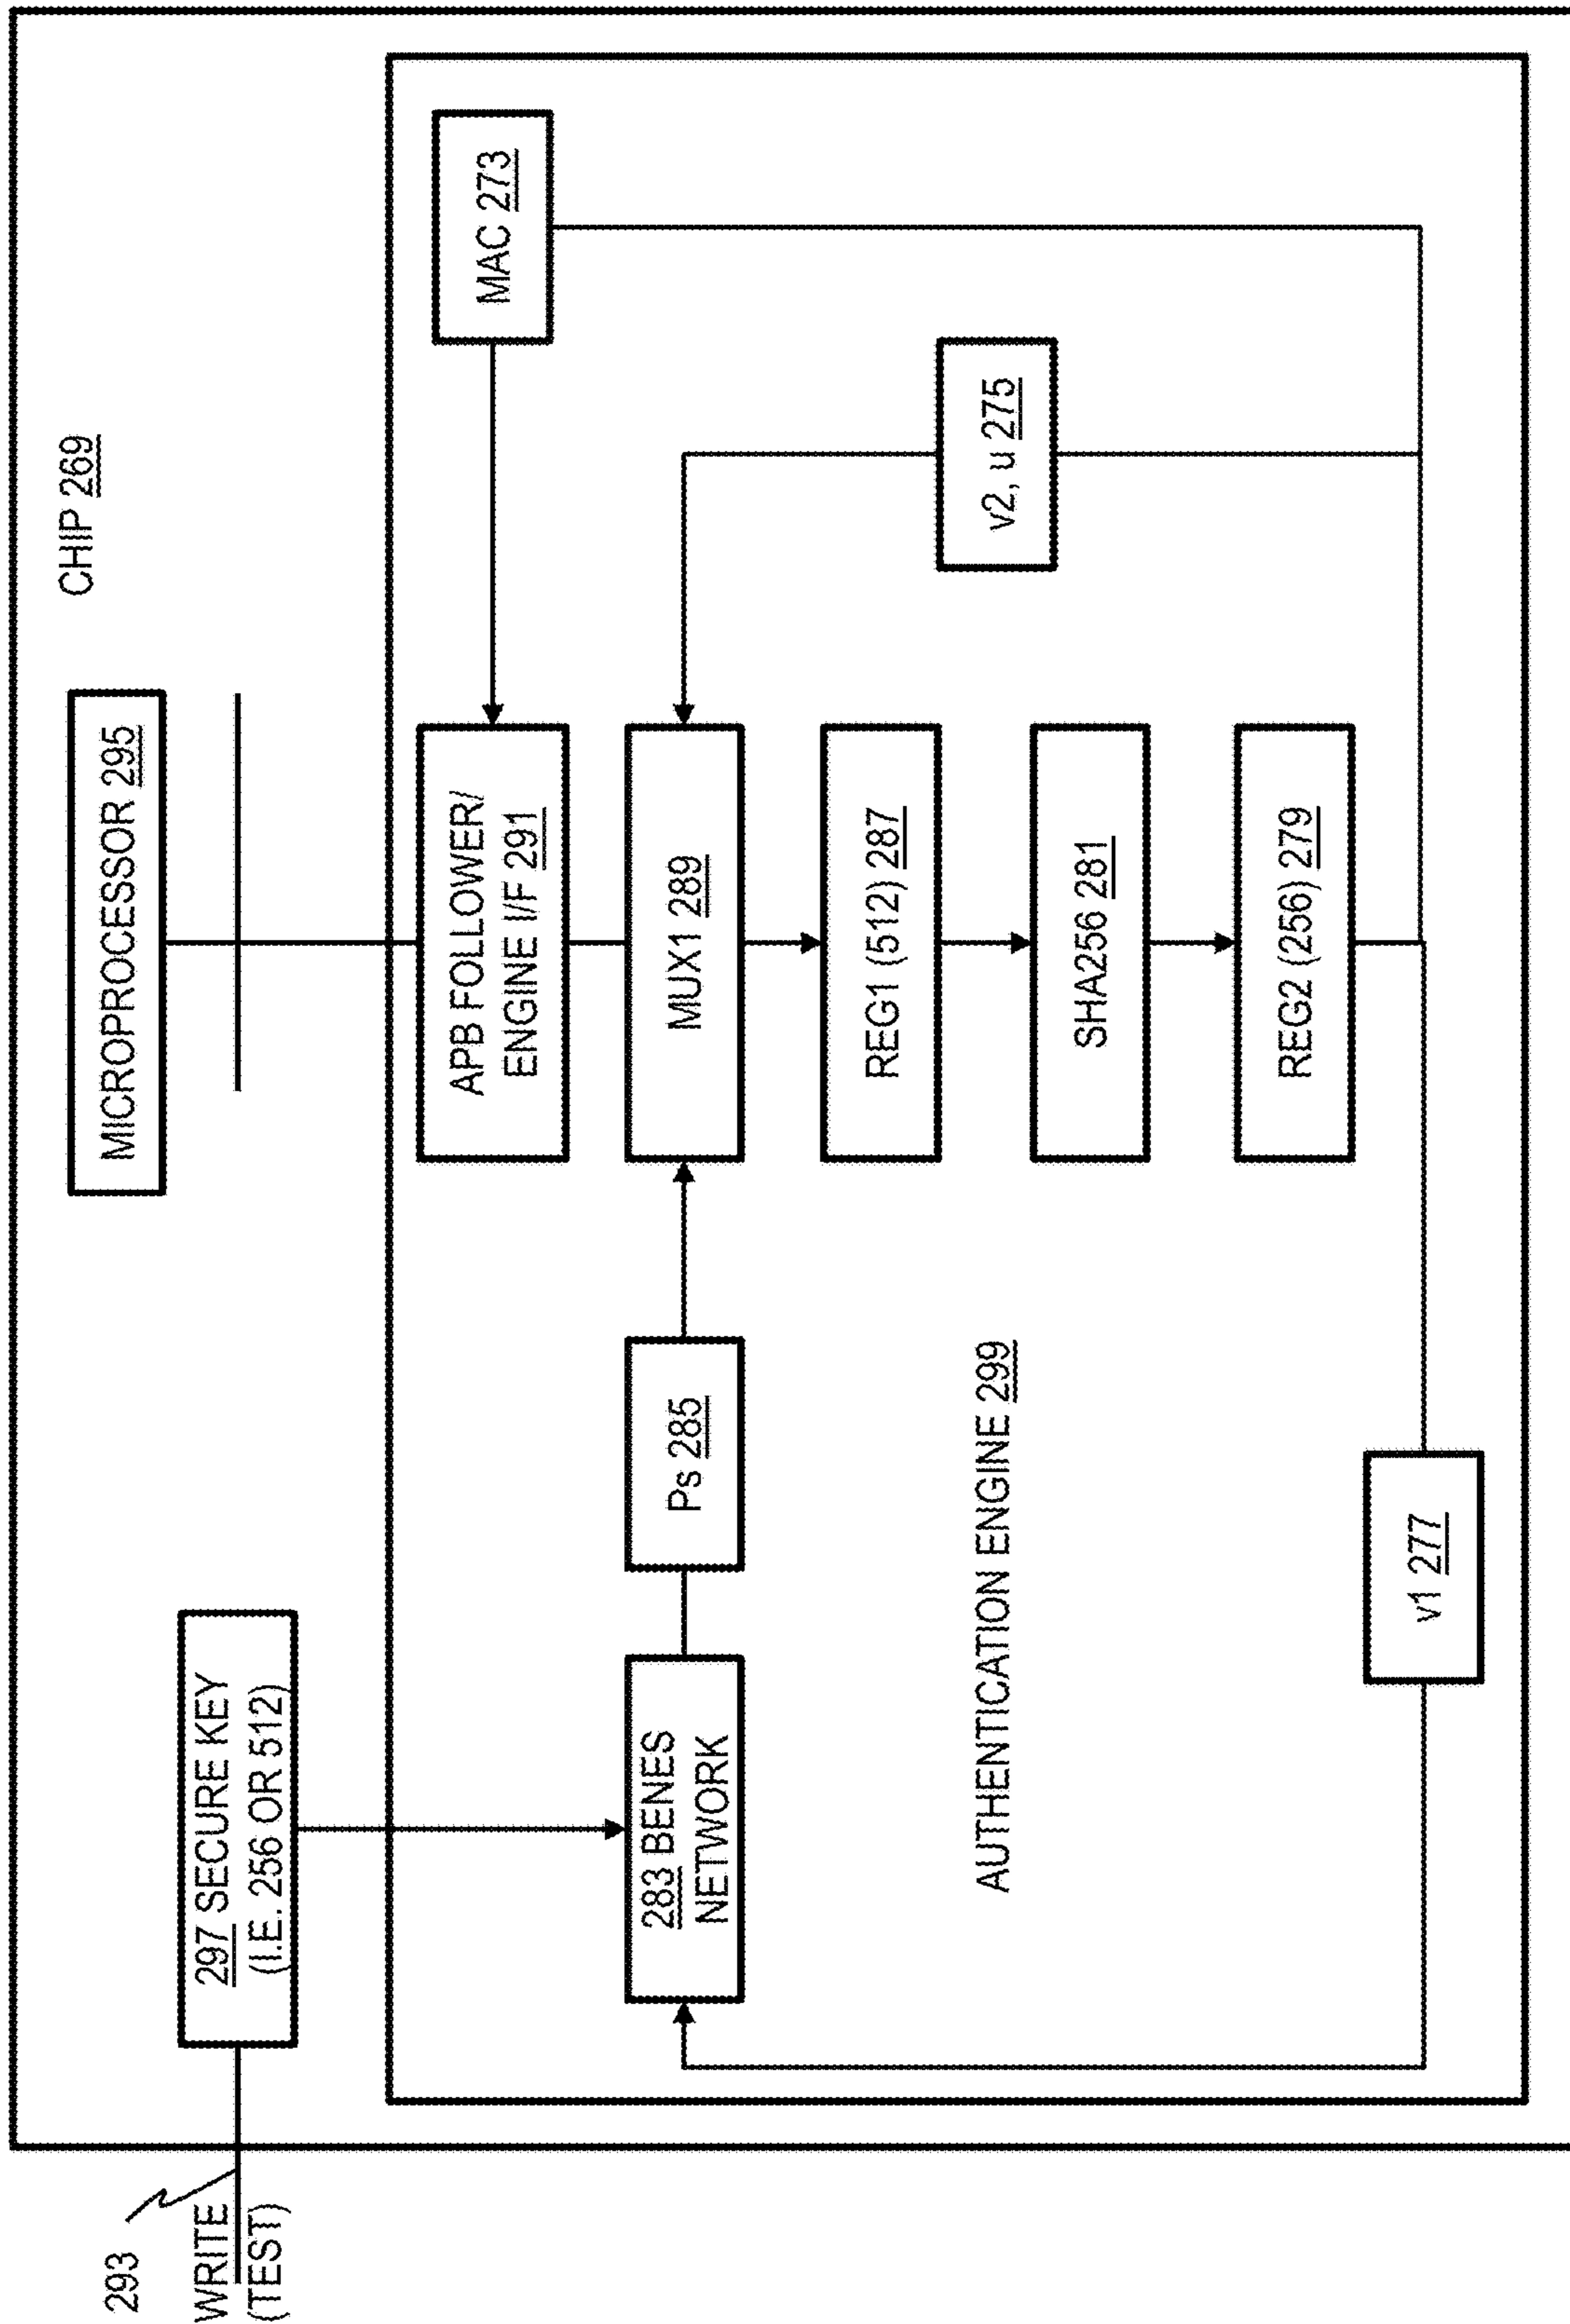 CHIP 269
293
WRITE
(TEST)
297 SECURE KEY
(I.E. 256 OR 512)
MICROPROCESSOR 295
APB FOLLOWER/
ENGINE I/F 291
MAC 273
283 BENES
NETWORK
Ps 285
MUX1 289
REG1 (512) 287
v2, u 275
SHA256 281
AUTHENTICATION ENGINE 299
REG2 (256) 279
v1 277